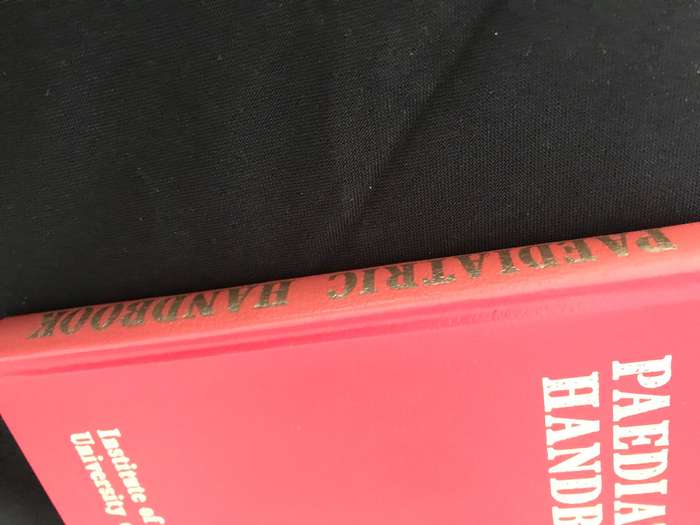 PAEDIATRIC HANDBOOK
PAEDIA
HANDB
Institute of
University